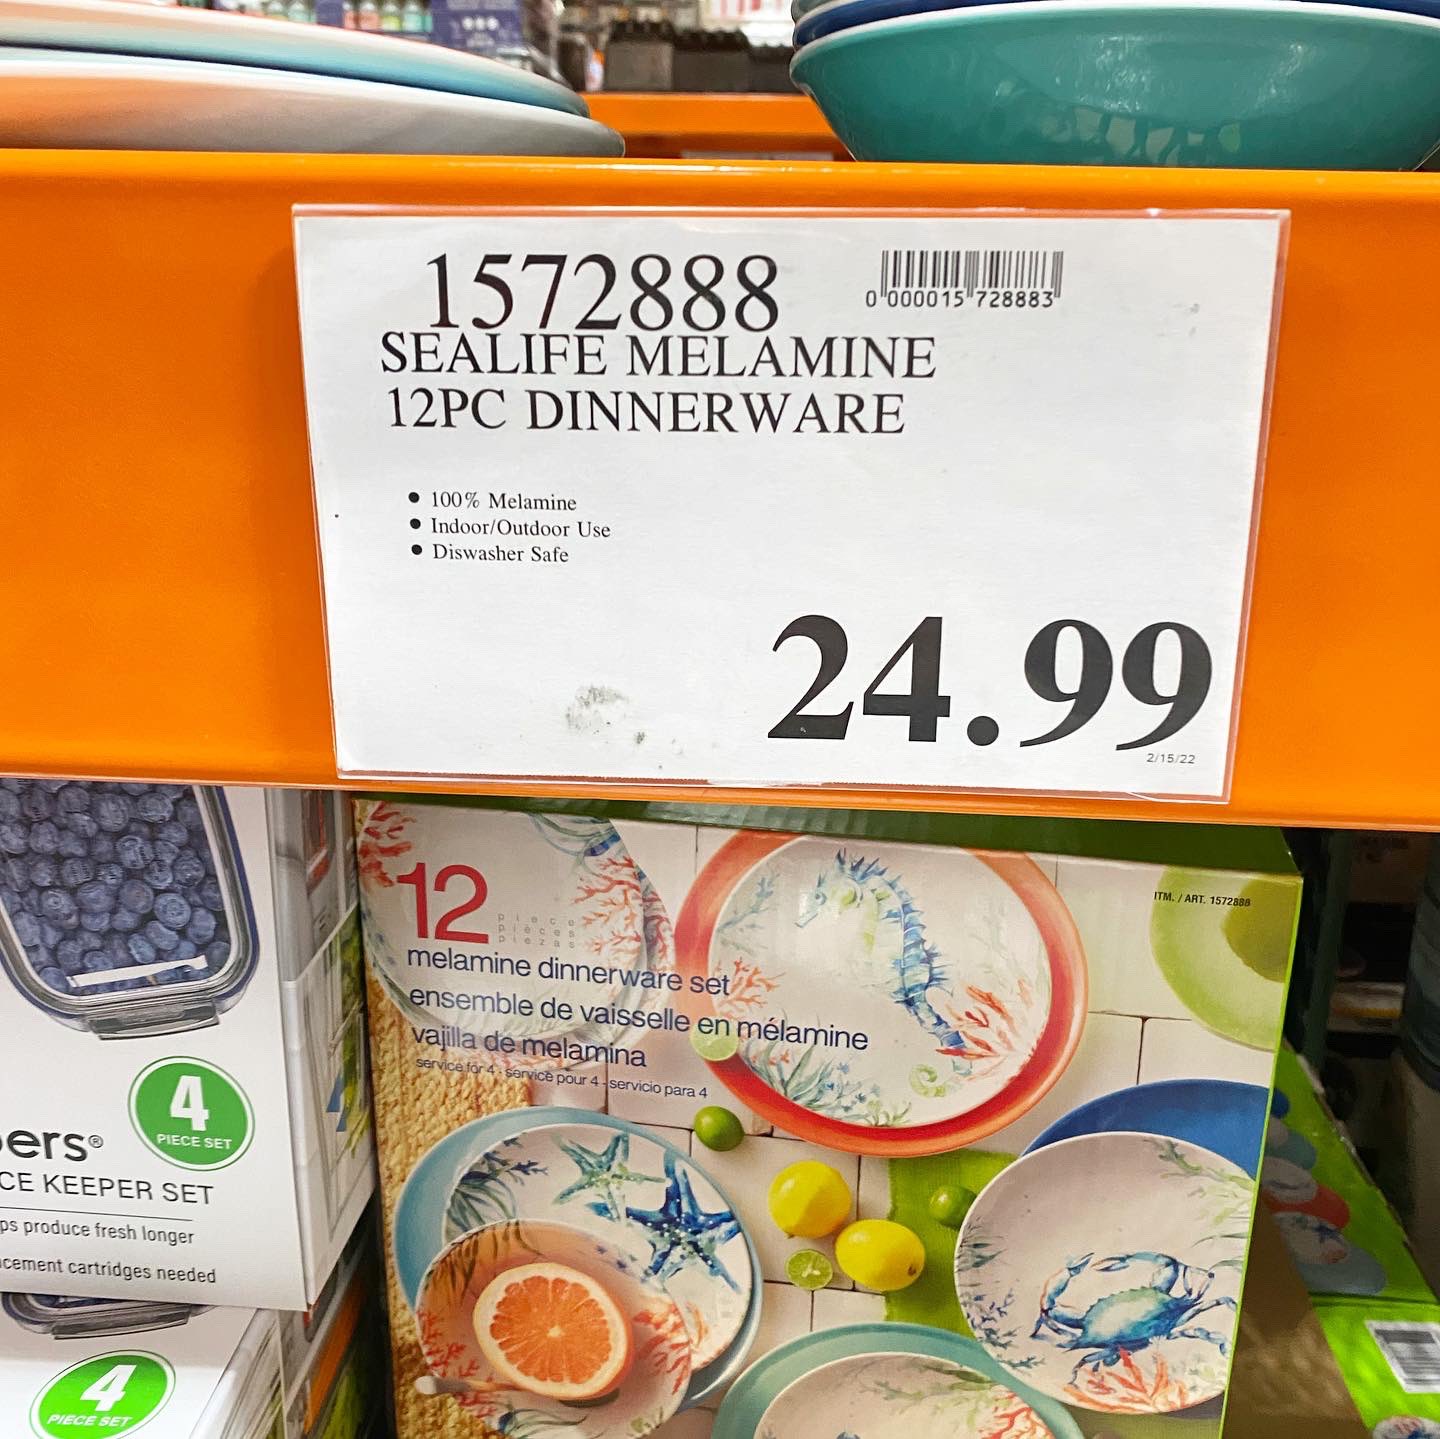 1572888
0 000015 728883
SEALIFE MELAMINE
12PC DINNERWARE
● 100% Melamine
● Indoor/Outdoor Use
● Diswasher Safe
24.99
2/15/22
12
piece
pièces
piezas
melamine dinnerware set
ensemble de vaisselle en mélamine
vajilla de melamina
service for 4 · service pour 4 · servicio para 4
ITM. / ART. 1572888
4
PIECE SET
ers®
CE KEEPER SET
ps produce fresh longer
cement cartridges needed
4
PIECE SET